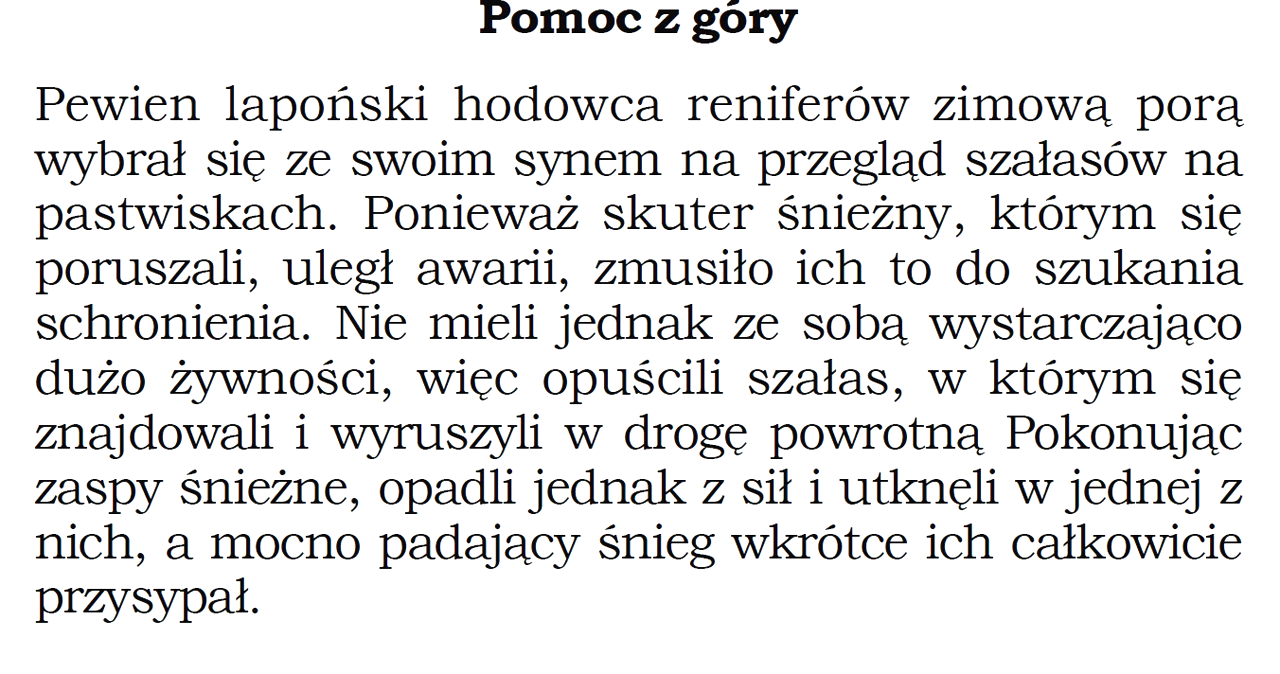 Pomoc z góry
Pewien lapoński hodowca reniferów zimową porą
wybrał się ze swoim synem na przegląd szałasów na
pastwiskach. Ponieważ skuter śnieżny, którym się
poruszali, uległ awarii, zmusiło ich to do szukania
schronienia. Nie mieli jednak ze sobą wystarczająco
dużo żywności, więc opuścili szałas, w którym się
znajdowali i wyruszyli w drogę powrotną Pokonując
zaspy śnieżne, opadli jednak z sił i utknęli w jednej z
nich, a mocno padający śnieg wkrótce ich całkowicie
przysypał.